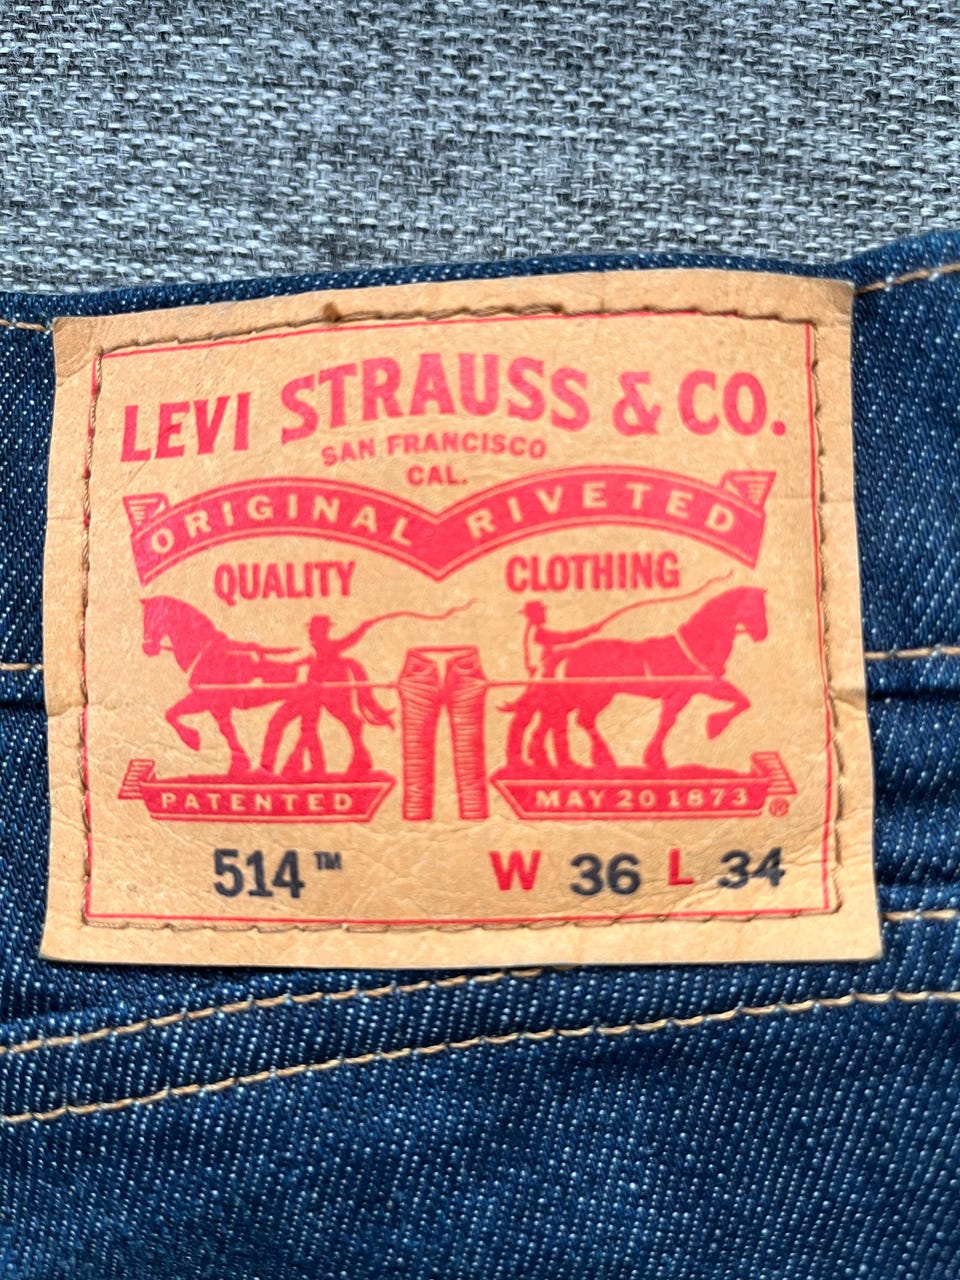 LEVI STRAUSS & CO.
SAN FRANCISCO
CAL.
ORIGINAL RIVETED
QUALITY CLOTHING
PATENTED MAY 20 1873 ®
514™ W 36 L 34